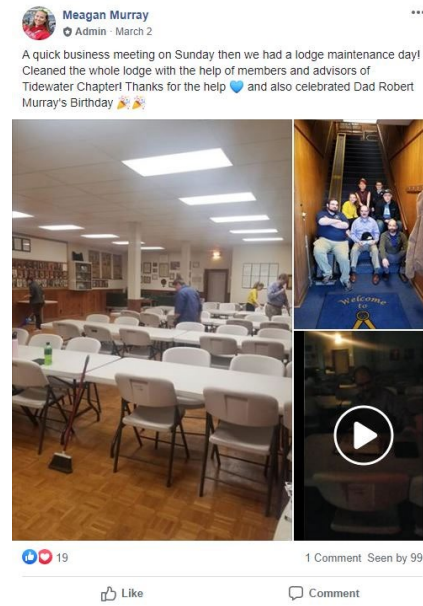 Meagan Murray
Admin · March 2
A quick business meeting on Sunday then we had a lodge maintenance day!
Cleaned the whole lodge with the help of members and advisors of
Tidewater Chapter! Thanks for the help 💙 and also celebrated Dad Robert
Murray's Birthday 🎉🎉
Welcome
to
19
1 Comment Seen by 99
Like
Comment